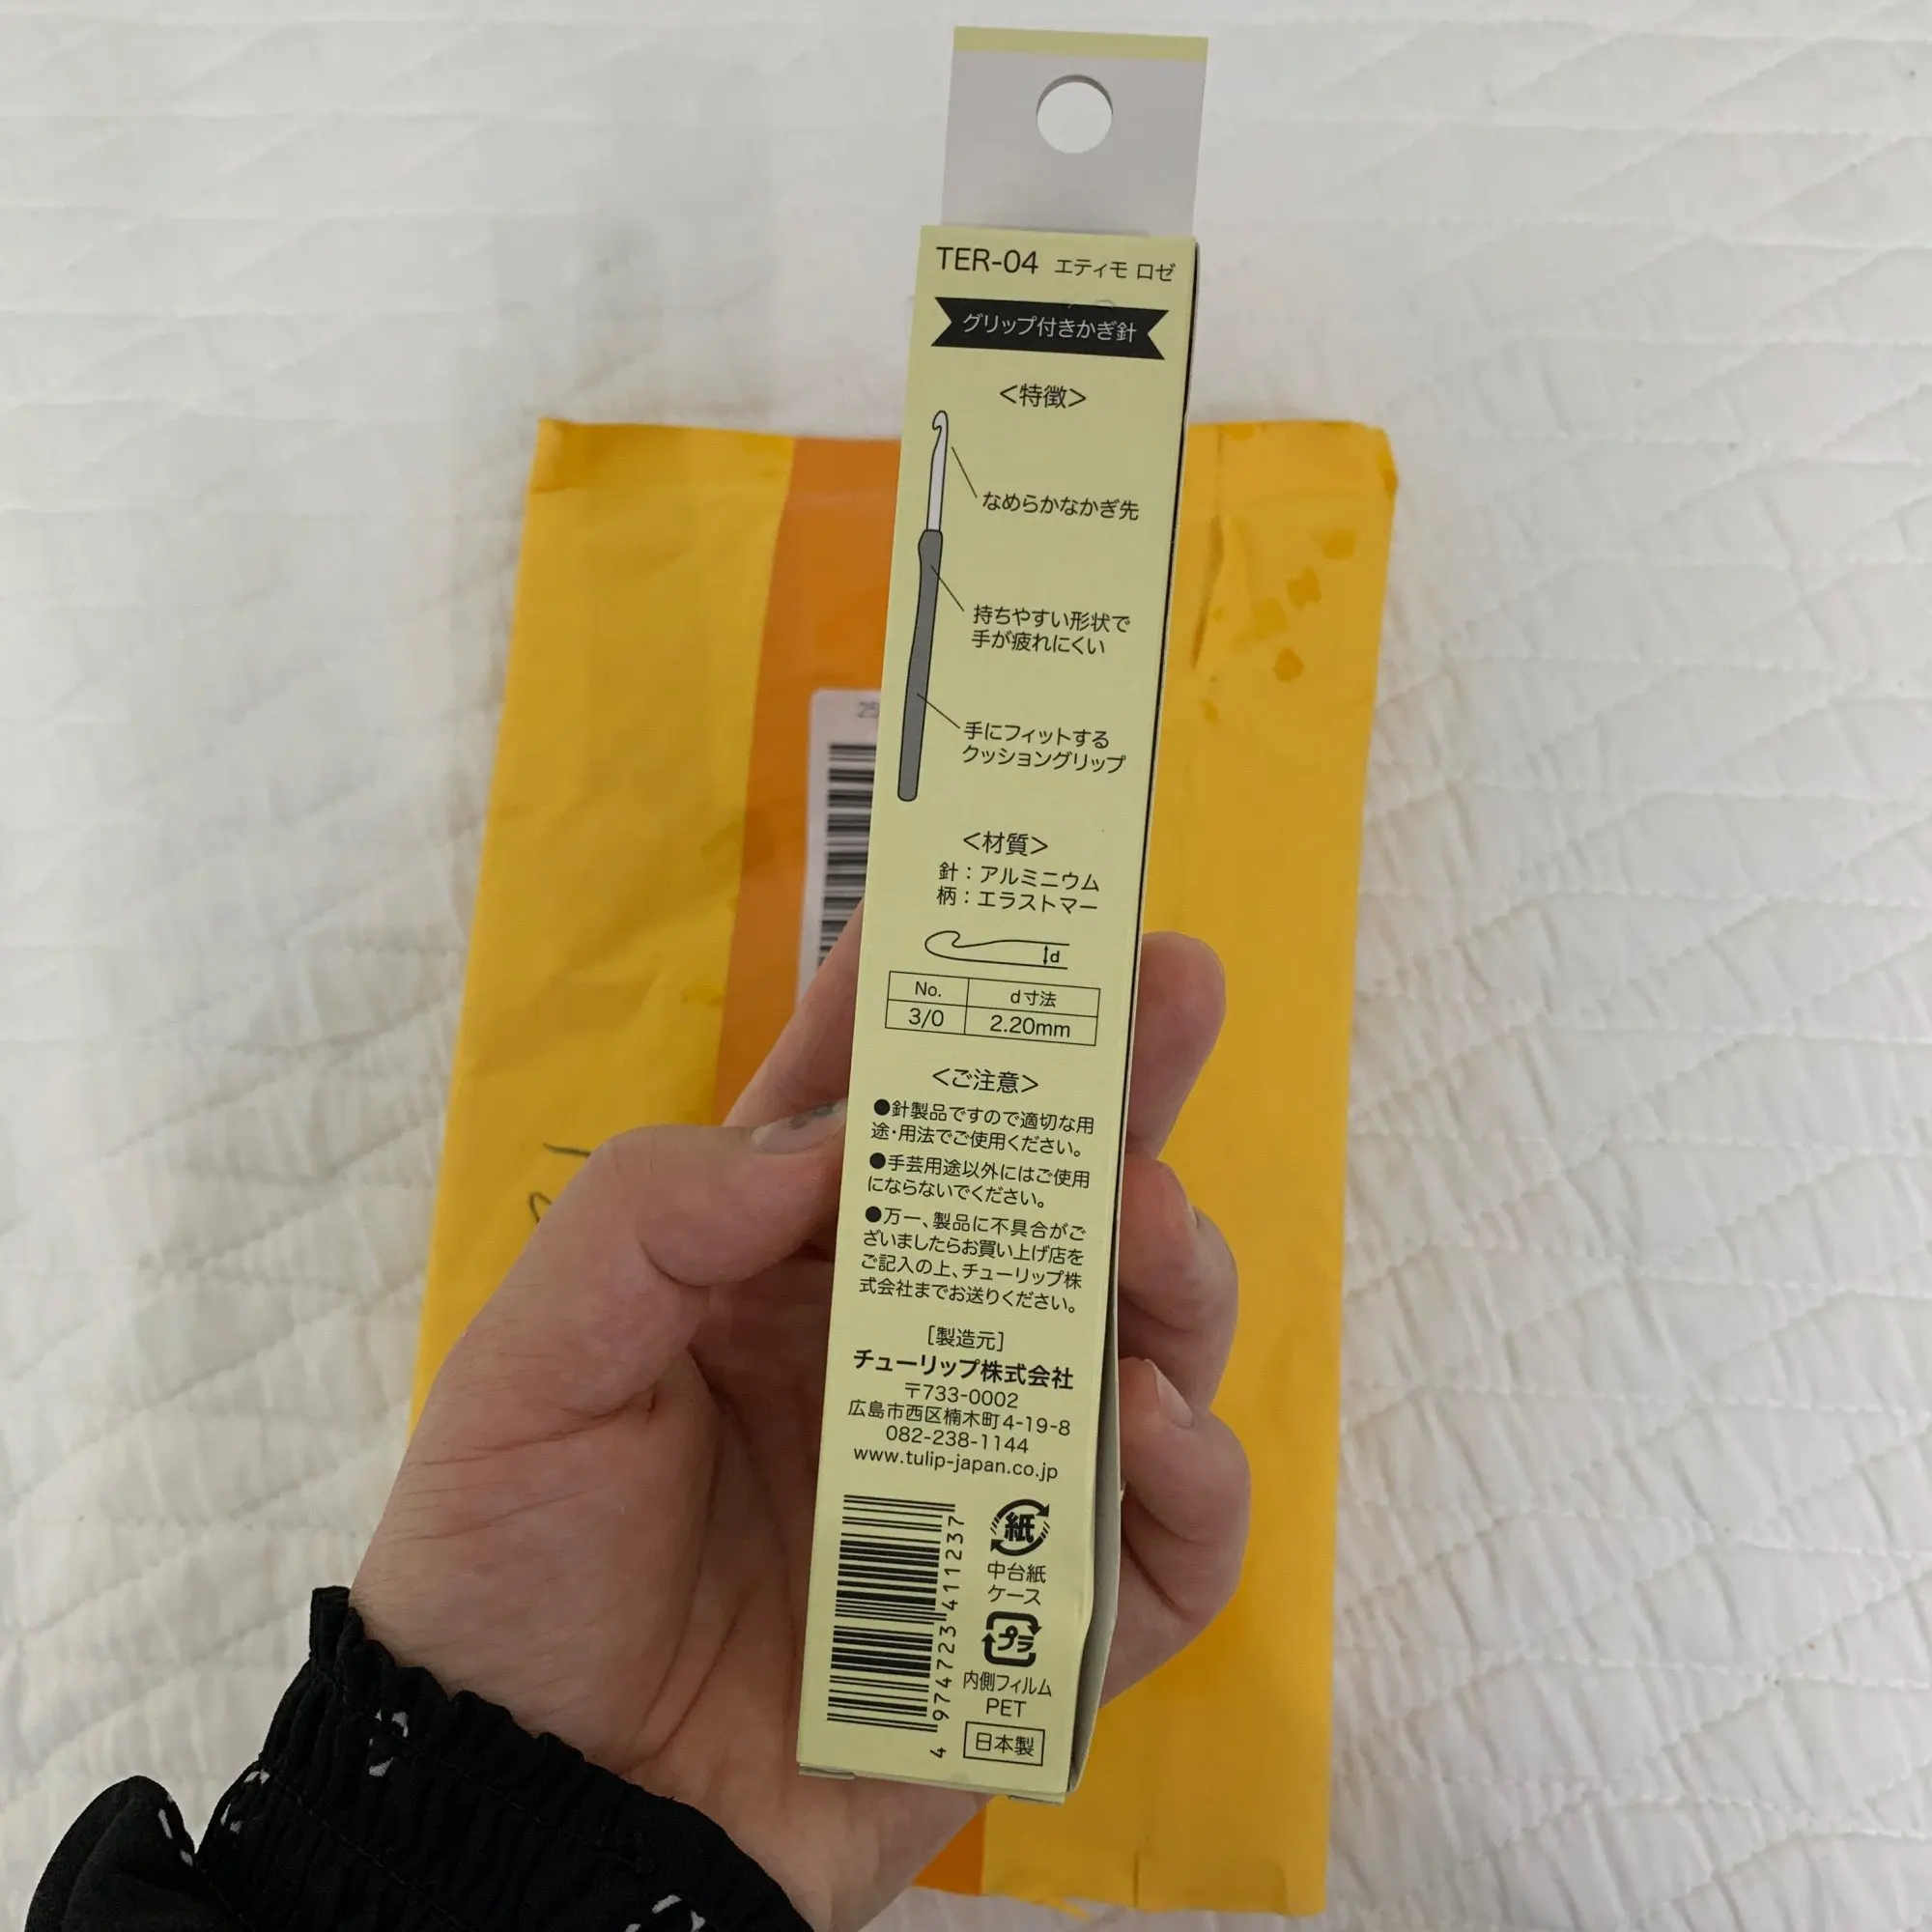 TER-04 エティモ ロゼ
グリップ付きかぎ針
<特徴>
なめらかなかぎ先
持ちやすい形状で
手が疲れにくい
手にフィットする
クッショングリップ
<材質>
針：アルミニウム
柄：エラストマー
d
No. d寸法
3/0 2.20mm
<ご注意>
●針製品ですので適切な用
途・用法でご使用ください。
●手芸用途以外にはご使用
にならないでください。
●万一、製品に不具合がご
ざいましたらお買い上げ店を
ご記入の上、チューリップ株
式会社までお送りください。
[製造元]
チューリップ株式会社
〒733-0002
広島市西区楠木町4-19-8
082-238-1144
www.tulip-japan.co.jp
4 974723 411237
紙
中台紙
ケース
プラ
内側フィルム
PET
日本製
25